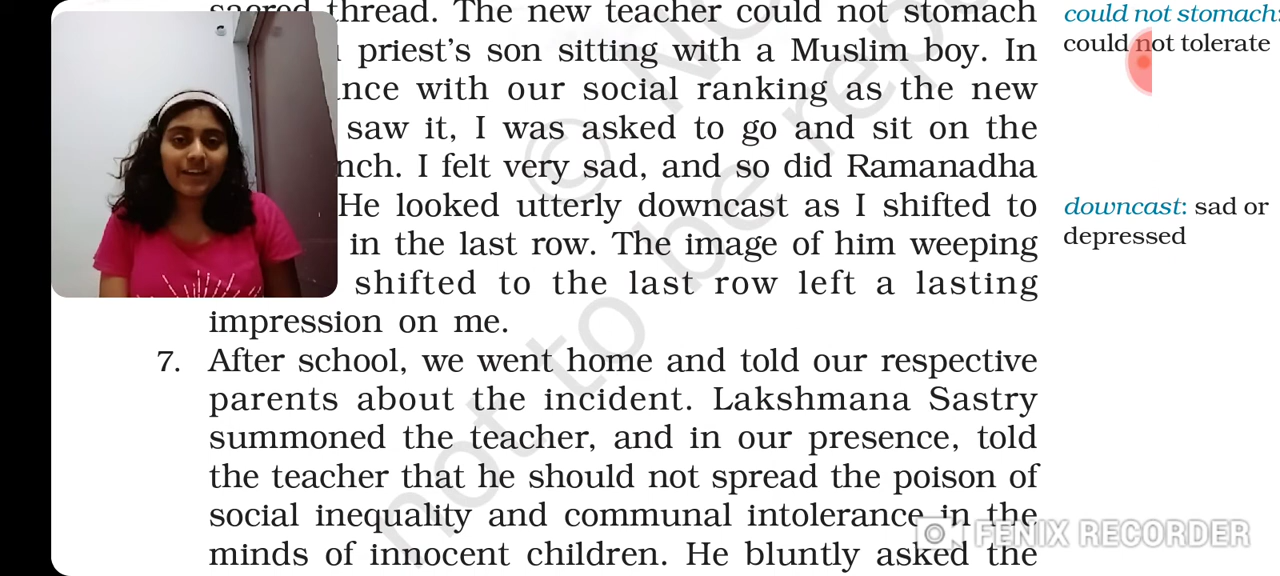 sacred thread. The new teacher could not stomach
priest's son sitting with a Muslim boy. In
nce with our social ranking as the new
saw it, I was asked to go and sit on the
nch. I felt very sad, and so did Ramanadha
He looked utterly downcast as I shifted to
in the last row. The image of him weeping
shifted to the last row left a lasting
impression on me.
7. After school, we went home and told our respective
parents about the incident. Lakshmana Sastry
summoned the teacher, and in our presence, told
the teacher that he should not spread the poison of
social inequality and communal intolerance in the
minds of innocent children. He bluntly asked the
could not stomach:
could not tolerate
downcast: sad or
depressed
not to be rep
FENIX RECORDER